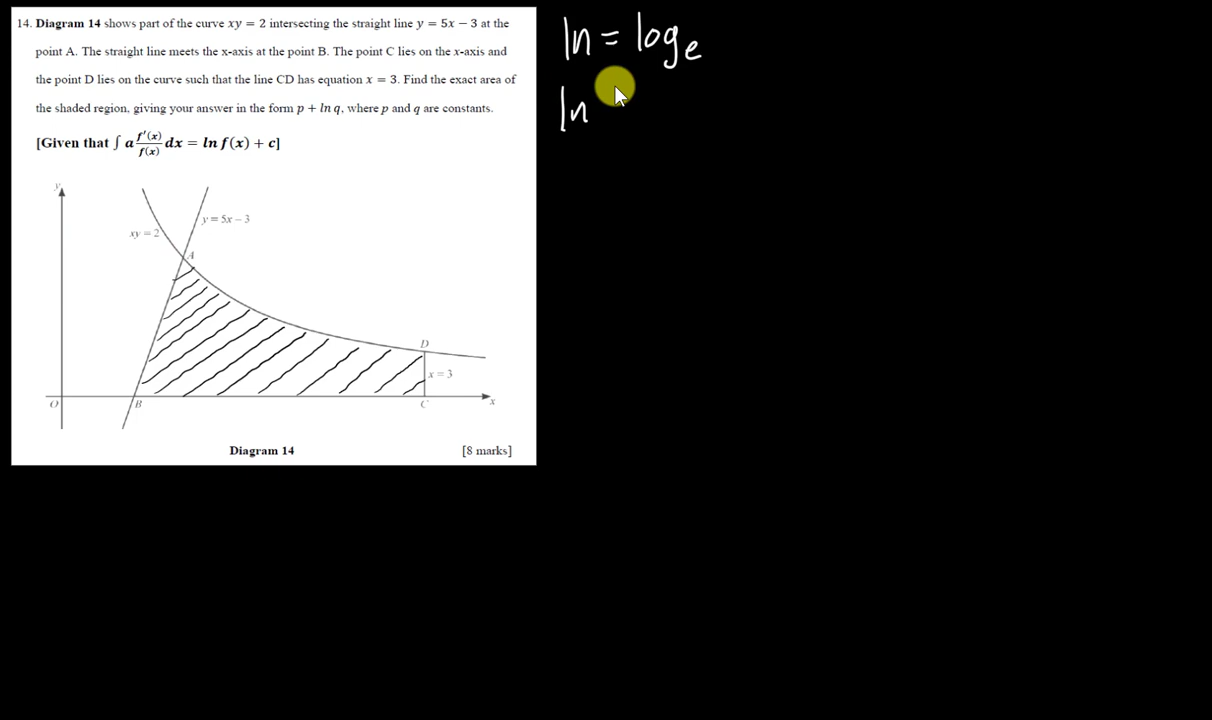 14. Diagram 14 shows part of the curve xy = 2 intersecting the straight line y = 5x − 3 at the
point A. The straight line meets the x-axis at the point B. The point C lies on the x-axis and
the point D lies on the curve such that the line CD has equation x = 3. Find the exact area of
the shaded region, giving your answer in the form p + ln q, where p and q are constants.
[Given that ∫ a f′(x)/f(x) dx = ln f(x) + c]
y
y = 5x − 3
xy = 2
A
D
x = 3
O
B
C
x
Diagram 14
[8 marks]
ln = logₑ
ln